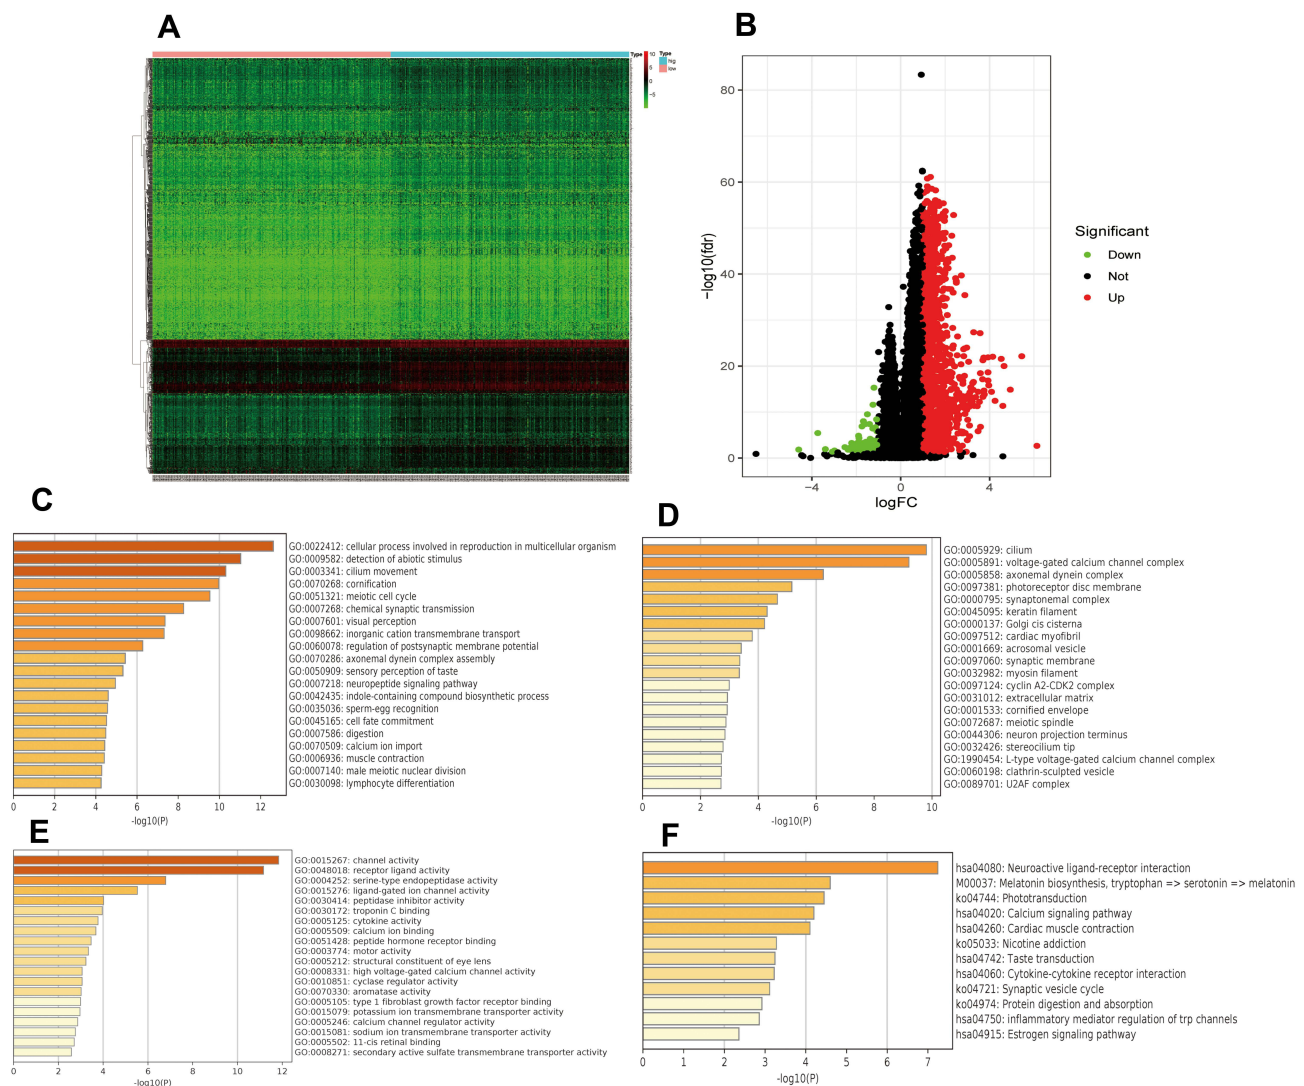 A
Type
10
5
0
−5
Type
hig
low
B
80
60
40
20
0
−log10(fdr)
−4
0
4
logFC
Significant
Down
Not
Up
C
GO:0022412: cellular process involved in reproduction in multicellular organism
GO:0009582: detection of abiotic stimulus
GO:0003341: cilium movement
GO:0070268: cornification
GO:0051321: meiotic cell cycle
GO:0007268: chemical synaptic transmission
GO:0007601: visual perception
GO:0098662: inorganic cation transmembrane transport
GO:0060078: regulation of postsynaptic membrane potential
GO:0070286: axonemal dynein complex assembly
GO:0050909: sensory perception of taste
GO:0007218: neuropeptide signaling pathway
GO:0042435: indole-containing compound biosynthetic process
GO:0035036: sperm-egg recognition
GO:0045165: cell fate commitment
GO:0007586: digestion
GO:0070509: calcium ion import
GO:0006936: muscle contraction
GO:0007140: male meiotic nuclear division
GO:0030098: lymphocyte differentiation
0 2 4 6 8 10 12
-log10(P)
D
GO:0005929: cilium
GO:0005891: voltage-gated calcium channel complex
GO:0005858: axonemal dynein complex
GO:0097381: photoreceptor disc membrane
GO:0000795: synaptonemal complex
GO:0045095: keratin filament
GO:0000137: Golgi cis cisterna
GO:0097512: cardiac myofibril
GO:0001669: acrosomal vesicle
GO:0097060: synaptic membrane
GO:0032982: myosin filament
GO:0097124: cyclin A2-CDK2 complex
GO:0031012: extracellular matrix
GO:0001533: cornified envelope
GO:0072687: meiotic spindle
GO:0044306: neuron projection terminus
GO:0032426: stereocilium tip
GO:1990454: L-type voltage-gated calcium channel complex
GO:0060198: clathrin-sculpted vesicle
GO:0089701: U2AF complex
0 2 4 6 8 10
-log10(P)
E
GO:0015267: channel activity
GO:0048018: receptor ligand activity
GO:0004252: serine-type endopeptidase activity
GO:0015276: ligand-gated ion channel activity
GO:0030414: peptidase inhibitor activity
GO:0030172: troponin C binding
GO:0005125: cytokine activity
GO:0005509: calcium ion binding
GO:0051428: peptide hormone receptor binding
GO:0003774: motor activity
GO:0005212: structural constituent of eye lens
GO:0008331: high voltage-gated calcium channel activity
GO:0010851: cyclase regulator activity
GO:0070330: aromatase activity
GO:0005105: type 1 fibroblast growth factor receptor binding
GO:0015079: potassium ion transmembrane transporter activity
GO:0005246: calcium channel regulator activity
GO:0015081: sodium ion transmembrane transporter activity
GO:0005502: 11-cis retinal binding
GO:0008271: secondary active sulfate transmembrane transporter activity
0 2 4 6 8 10 12
-log10(P)
F
hsa04080: Neuroactive ligand-receptor interaction
M00037: Melatonin biosynthesis, tryptophan => serotonin => melatonin
ko04744: Phototransduction
hsa04020: Calcium signaling pathway
hsa04260: Cardiac muscle contraction
ko05033: Nicotine addiction
hsa04742: Taste transduction
hsa04060: Cytokine-cytokine receptor interaction
ko04721: Synaptic vesicle cycle
ko04974: Protein digestion and absorption
hsa04750: inflammatory mediator regulation of trp channels
hsa04915: Estrogen signaling pathway
0 1 2 3 4 5 6 7
-log10(P)